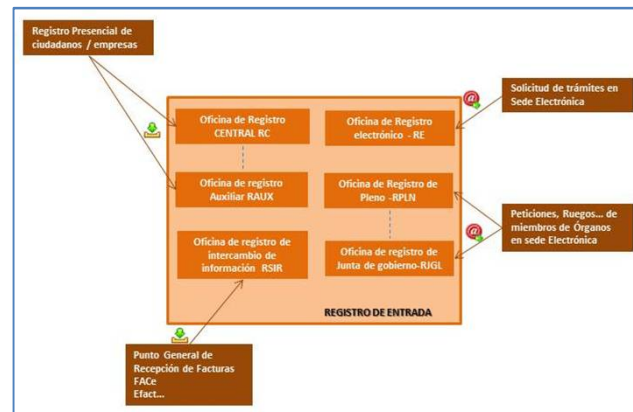 Registro Presencial de
ciudadanos / empresas
Oficina de Registro
CENTRAL RC
Oficina de Registro
electrónico - RE
Solicitud de trámites en
Sede Electrónica
Oficina de registro
Auxiliar RAUX
Oficina de Registro de
Pleno -RPLN
Peticiones, Ruegos... de
miembros de Órganos
en sede Electrónica
Oficina de registro de
intercambio de
información RSIR
Oficina de registro de
Junta de gobierno-RJGL
REGISTRO DE ENTRADA
Punto General de
Recepción de Facturas
FACe
Efact...